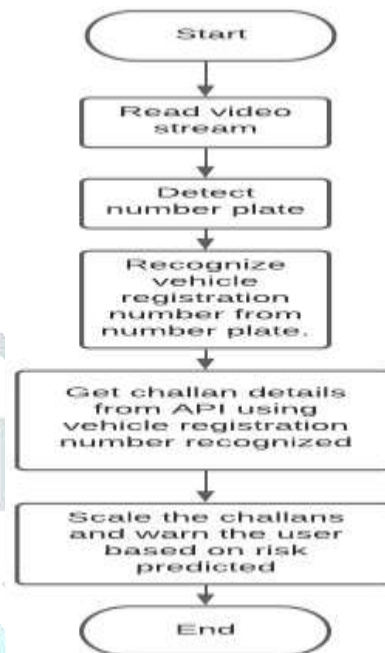 Start
Read video
stream
Detect
number plate
Recognize
vehicle
registration
number from
number plate.
Get challan details
from API using
vehicle registration
number recognized
Scale the challans
and warn the user
based on risk
predicted
End